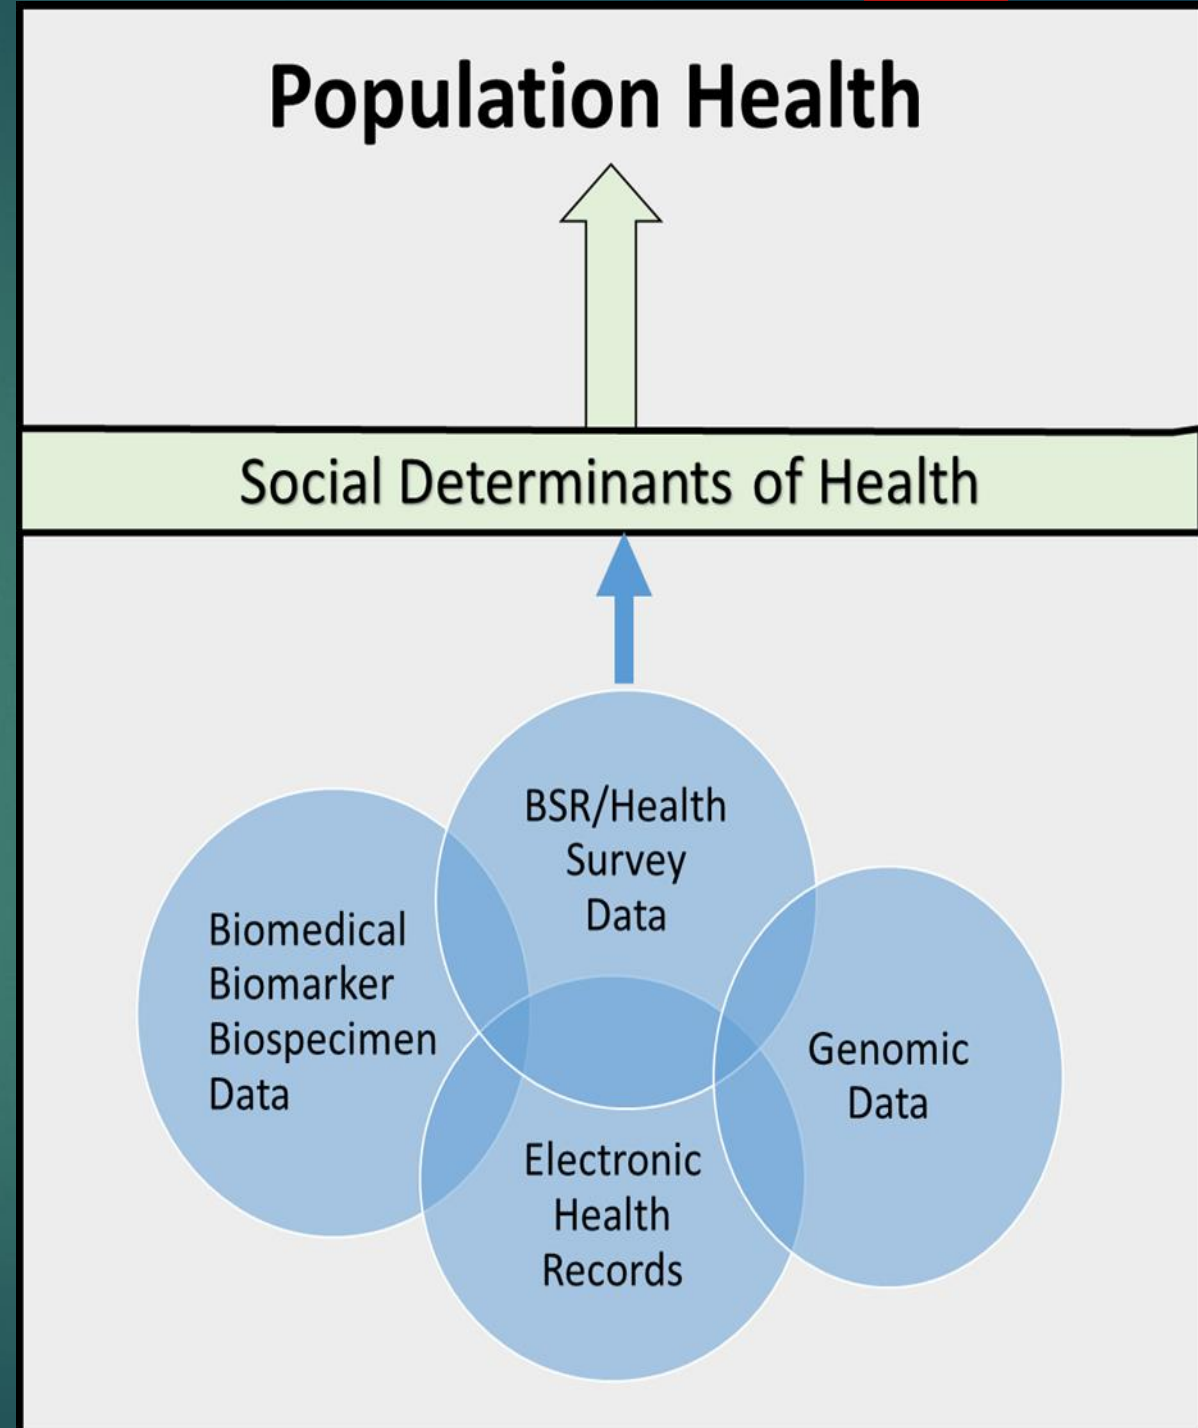 Population Health
Social Determinants of Health
BSR/Health
Survey
Data
Biomedical
Biomarker
Biospecimen
Data
Genomic
Data
Electronic
Health
Records